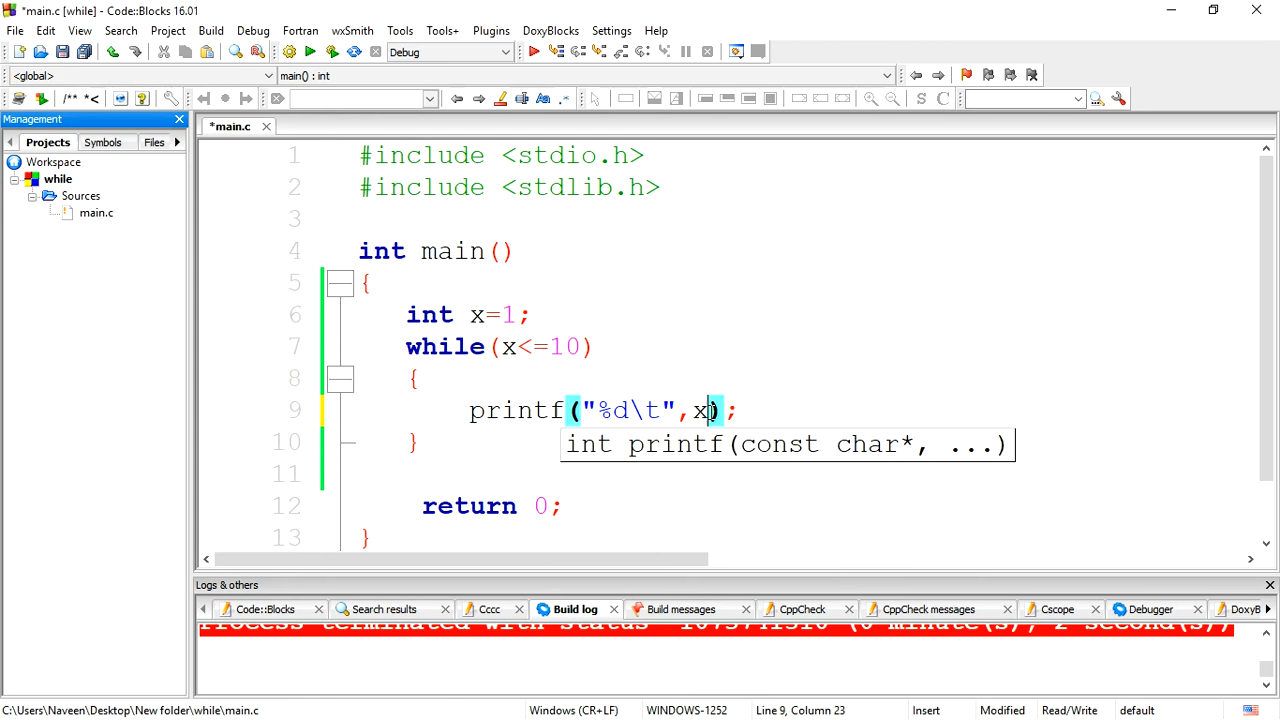 *main.c [while] - Code::Blocks 16.01
File Edit View Search Project Build Debug Fortran wxSmith Tools Tools+ Plugins DoxyBlocks Settings Help
Debug
<global> main() : int
/** *< S C
Management
Projects Symbols Files
*main.c
Workspace
while
Sources
main.c
1 #include <stdio.h>
2 #include <stdlib.h>
3
4 int main()
5 {
6 int x=1;
7 while(x<=10)
8 {
9 printf("%d\t",x);
int printf(const char*, ...)
10 }
11
12 return 0;
13 }
Logs & others
Code::Blocks Search results Cccc Build log Build messages CppCheck CppCheck messages Cscope Debugger DoxyB
Process terminated with status
C:\Users\Naveen\Desktop\New folder\while\main.c Windows (CR+LF) WINDOWS-1252 Line 9, Column 23 Insert Modified Read/Write default